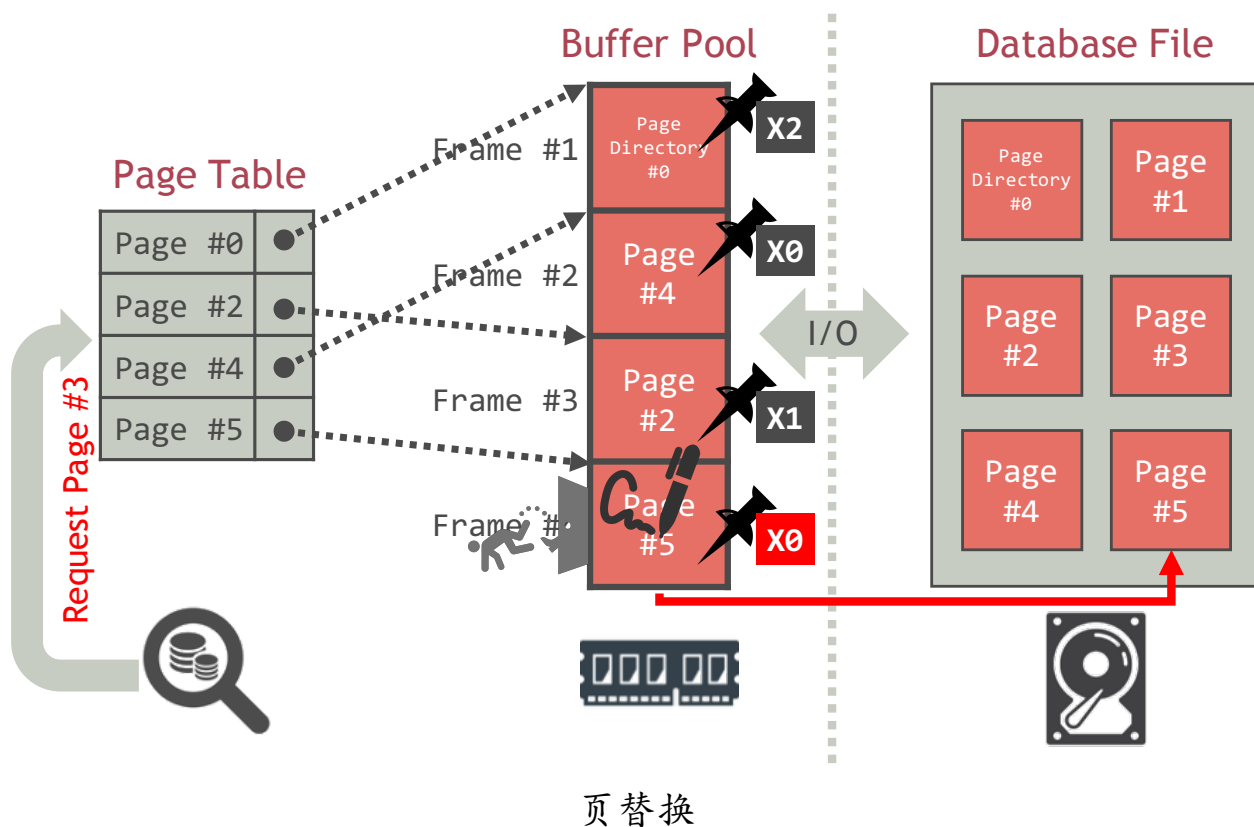 Buffer Pool
Database File
Page Table
Page #0
Page #2
Page #4
Page #5
Request Page #3
Frame #1
Frame #2
Frame #3
Frame #
Page
Directory
#0
X2
Page
#4
X0
Page
#2
X1
Page
#5
X0
I/O
Page
Directory
#0
Page
#1
Page
#2
Page
#3
Page
#4
Page
#5
页替换